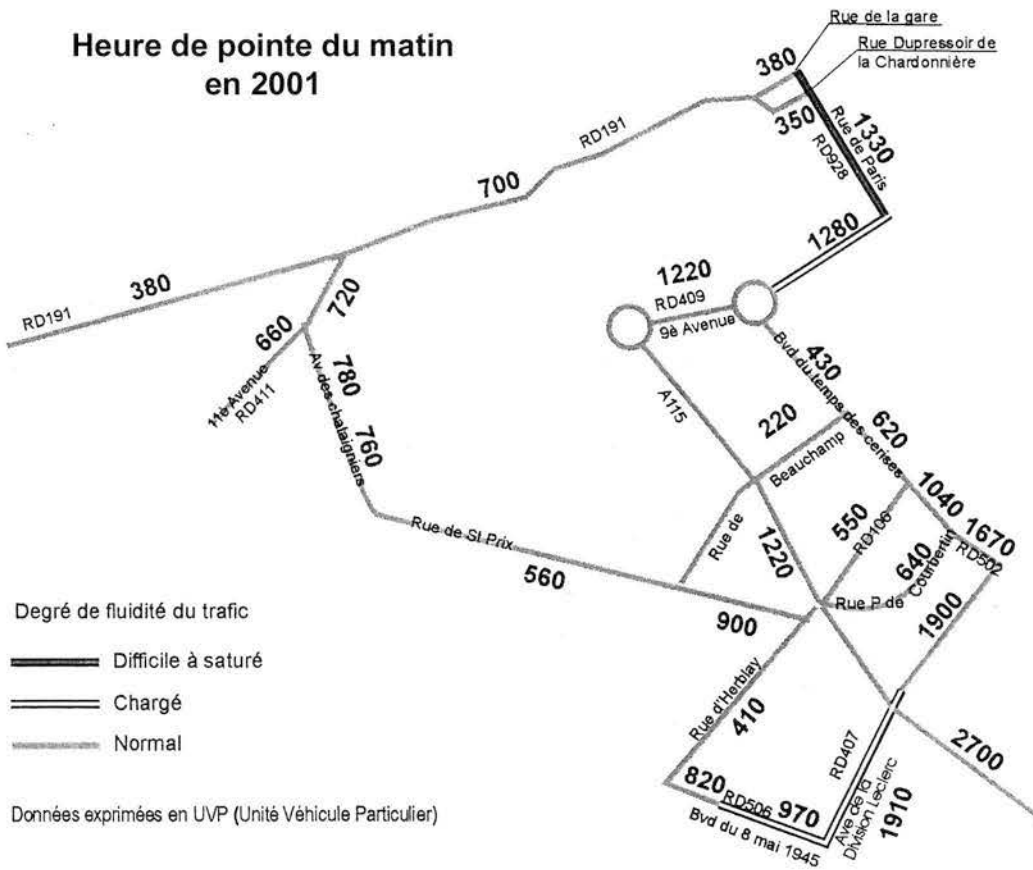 Heure de pointe du matin
en 2001
Rue de la gare
Rue Dupressoir de
la Chardonnière
380
350
1330
Rue de Paris
RD928
RD191
700
1280
1220
RD409
9è Avenue
380
RD191
720
660
11è Avenue
RD411
780
Av des chataigniers
760
A115
430
Bvd du temps des cerises
220
620
Beauchamp
1040
1670
RD502
550
RD106
640
Rue P de Courbertin
Rue de
1220
Rue de St Prix
560
900
1900
Rue d'Herblay
410
2700
820
RD506
970
Bvd du 8 mai 1945
RD407
Ave de la
Division Leclerc
1910
Degré de fluidité du trafic
Difficile à saturé
Chargé
Normal
Données exprimées en UVP (Unité Véhicule Particulier)